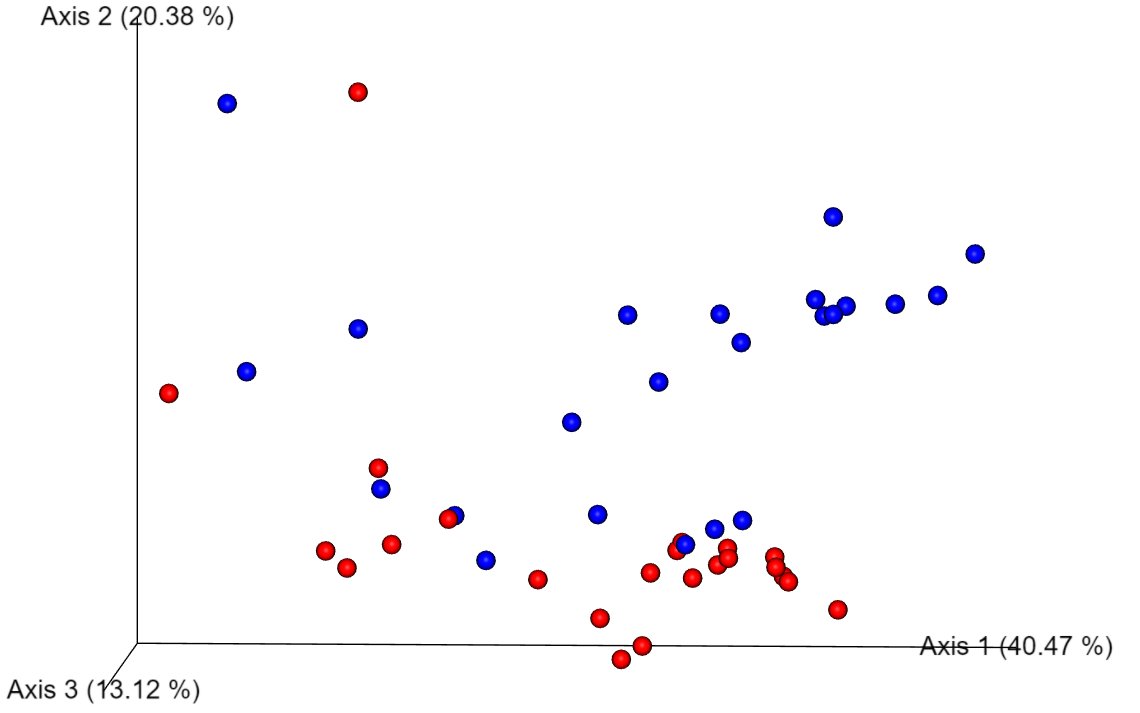 Axis 2 (20.38 %)
Axis 1 (40.47 %)
Axis 3 (13.12 %)